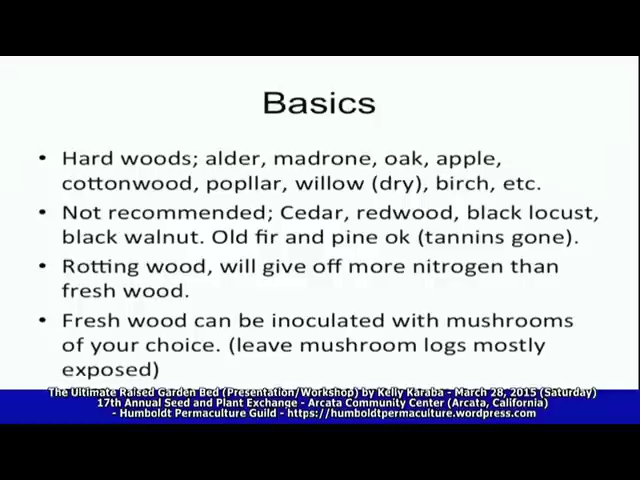 Basics
• Hard woods; alder, madrone, oak, apple,
cottonwood, popllar, willow (dry), birch, etc.
• Not recommended; Cedar, redwood, black locust,
black walnut. Old fir and pine ok (tannins gone).
• Rotting wood, will give off more nitrogen than
fresh wood.
• Fresh wood can be inoculated with mushrooms
of your choice. (leave mushroom logs mostly
exposed)
The Ultimate Raised Garden Bed (Presentation/Workshop) by Kelly Karaba - March 28, 2015 (Saturday)
17th Annual Seed and Plant Exchange - Arcata Community Center (Arcata, California)
- Humboldt Permaculture Guild - https://humboldtpermaculture.wordpress.com